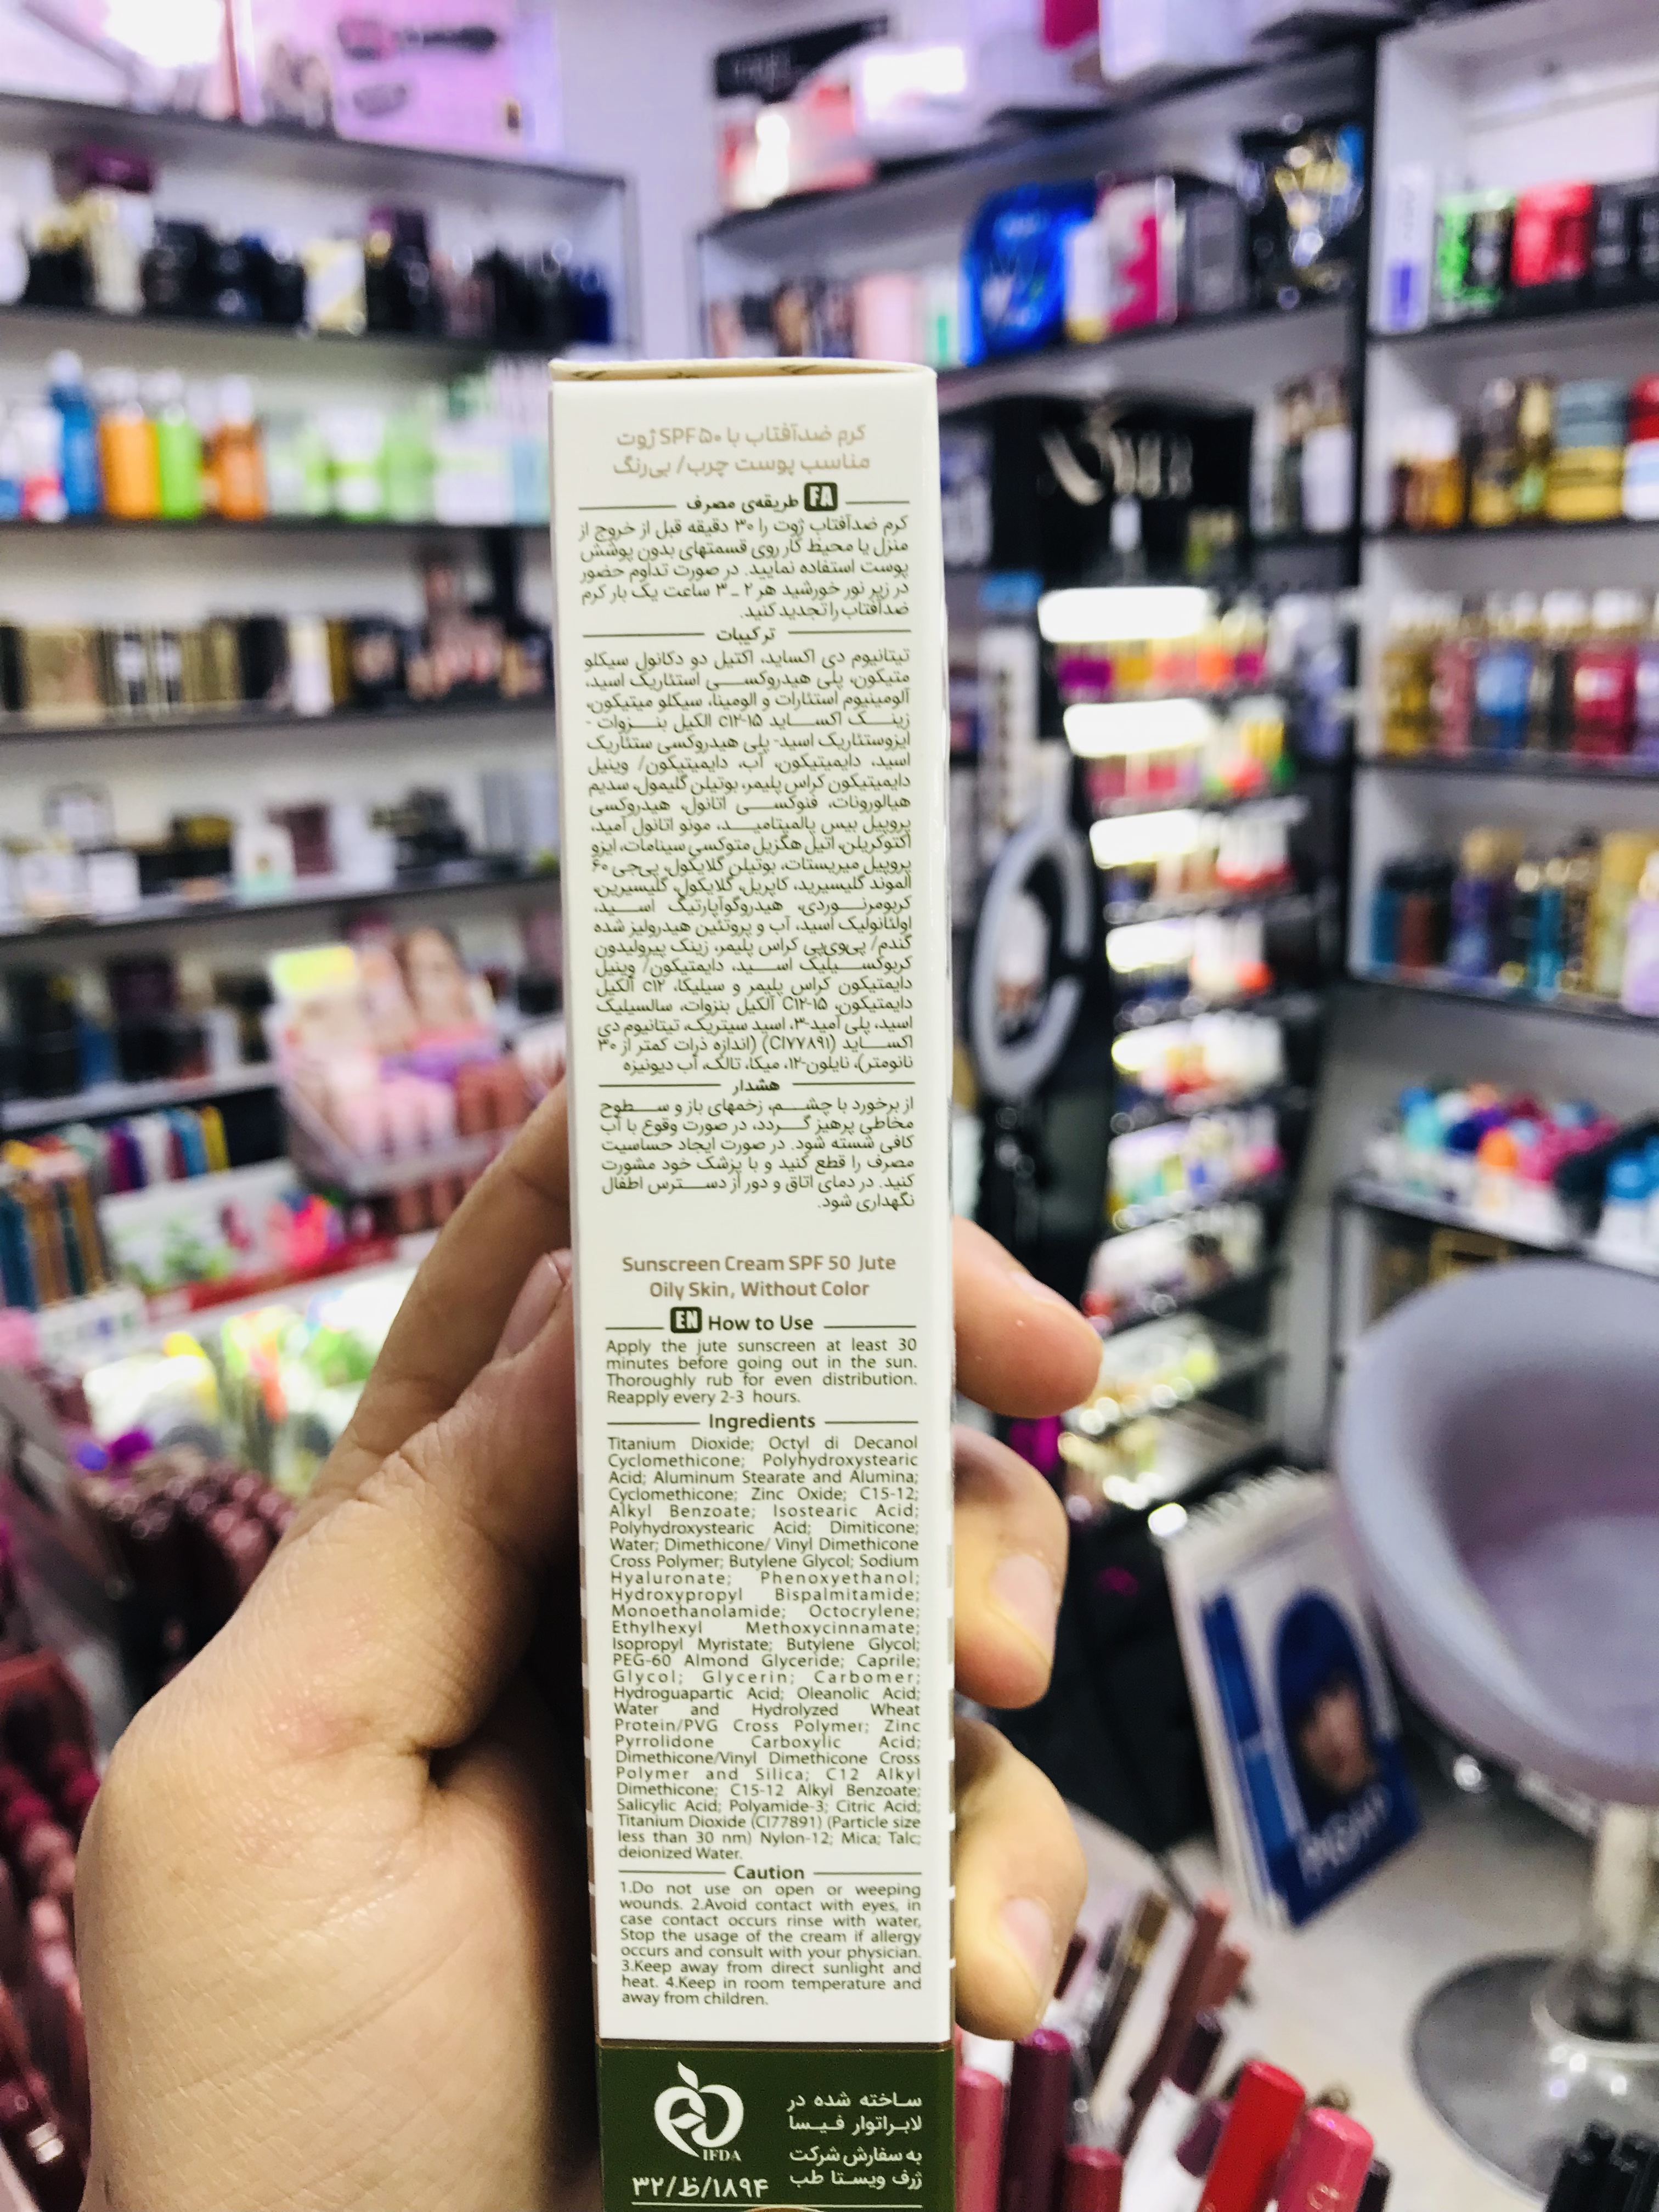 کرم ضدآفتاب با SPF۵۰ ژوت
مناسب پوست چرب/ بی‌رنگ
FA طریقه‌ی مصرف
کرم ضدآفتاب ژوت را ۳۰ دقیقه قبل از خروج از
منزل یا محیط کار روی قسمتهای بدون پوشش
پوست استفاده نمایید. در صورت تداوم حضور
در زیر نور خورشید هر ۲ ـ ۳ ساعت یک بار کرم
ضدآفتاب را تجدید کنید.
ترکیبات
تیتانیوم دی اکساید، اکتیل دو دکانول سیکلو
متیکون، پلی هیدروکسی استئاریک اسید،
آلومینیوم استئارات و الومینا، سیکلو میتیکون،
زینک اکساید c۱۲-۱۵ الکیل بنزوات -
ایزوستئاریک اسید- پلی هیدروکسی ستئاریک
اسید، دایمیتیکون، آب، دایمیتیکون/ وینیل
دایمیتیکون کراس پلیمر، بوتیلن گلیمول، سدیم
هیالورونات، فنوکسی اتانول، هیدروکسی
پروپیل بیس پالمیتامید، مونو اتانول آمید،
اکتوکریلن، اتیل هگزیل متوکسی سینامات، ایزو
پروپیل میریستات، بوتیلن گلایکول، پی‌جی ۶۰
الموند گلیسیرید، کاپریل، گلایکول، گلیسیرین،
کربومرنوردی، هیدروگوآپارتیک اسید،
اولئانولیک اسید، آب و پروتئین هیدرولیز شده
گندم/ پی‌وی‌پی کراس پلیمر، زینک پیرولیدون
کربوکسیلیک اسید، دایمتیکون/ وینیل
دایمتیکون کراس پلیمر و سیلیکا، c۱۲ الکیل
دایمتیکون، C۱۲-۱۵ آلکیل بنزوات، سالسیلیک
اسید، پلی آمید-۳، اسید سیتریک، تیتانیوم دی
اکساید (CI۷۷۸۹۱) (اندازه ذرات کمتر از ۳۰
نانومتر)، نایلون-۱۲، میکا، تالک، آب دیونیزه
هشدار
از برخورد با چشم، زخمهای باز و سطوح
مخاطی پرهیز گردد، در صورت وقوع با آب
کافی شسته شود. در صورت ایجاد حساسیت
مصرف را قطع کنید و با پزشک خود مشورت
کنید. در دمای اتاق و دور از دسترس اطفال
نگهداری شود.
Sunscreen Cream SPF 50 Jute
Oily Skin, Without Color
EN How to Use
Apply the jute sunscreen at least 30
minutes before going out in the sun.
Thoroughly rub for even distribution.
Reapply every 2-3 hours.
Ingredients
Titanium Dioxide; Octyl di Decanol
Cyclomethicone; Polyhydroxystearic
Acid; Aluminum Stearate and Alumina;
Cyclomethicone; Zinc Oxide; C15-12;
Alkyl Benzoate; Isostearic Acid;
Polyhydroxystearic Acid; Dimiticone;
Water; Dimethicone/ Vinyl Dimethicone
Cross Polymer; Butylene Glycol; Sodium
Hyaluronate; Phenoxyethanol;
Hydroxypropyl Bispalmitamide;
Monoethanolamide; Octocrylene;
Ethylhexyl Methoxycinnamate;
Isopropyl Myristate; Butylene Glycol;
PEG-60 Almond Glyceride; Caprile;
Glycol; Glycerin; Carbomer;
Hydroguapartic Acid; Oleanolic Acid;
Water and Hydrolyzed Wheat
Protein/PVG Cross Polymer; Zinc
Pyrrolidone Carboxylic Acid;
Dimethicone/Vinyl Dimethicone Cross
Polymer and Silica; C12 Alkyl
Dimethicone; C15-12 Alkyl Benzoate;
Salicylic Acid; Polyamide-3; Citric Acid;
Titanium Dioxide (CI77891) (Particle size
less than 30 nm) Nylon-12; Mica; Talc;
deionized Water.
Caution
1.Do not use on open or weeping
wounds. 2.Avoid contact with eyes, in
case contact occurs rinse with water,
Stop the usage of the cream if allergy
occurs and consult with your physician.
3.Keep away from direct sunlight and
heat. 4.Keep in room temperature and
away from children.
ساخته شده در
لابراتوار فیسا
به سفارش شرکت
ژرف ویستا طب
IFDA
۳۲/ظ/۱۸۹۴